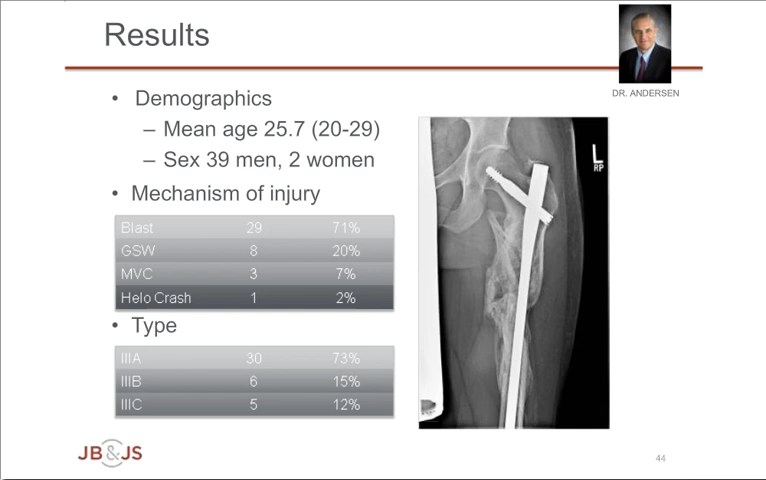 Results
DR. ANDERSEN
• Demographics
– Mean age 25.7 (20-29)
– Sex 39 men, 2 women
• Mechanism of injury
Blast 29 71%
GSW 8 20%
MVC 3 7%
Helo Crash 1 2%
• Type
IIIA 30 73%
IIIB 6 15%
IIIC 5 12%
L
RP
JB&JS
44